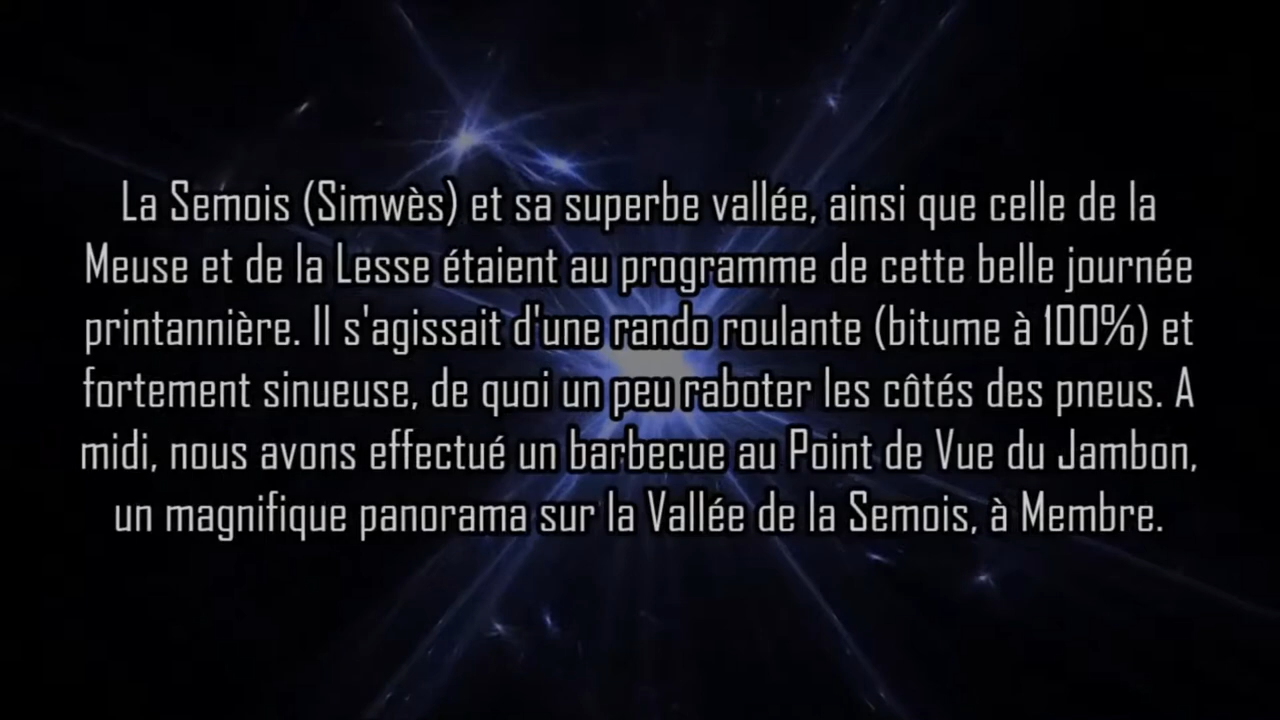 La Semois (Simwès) et sa superbe vallée, ainsi que celle de la
Meuse et de la Lesse étaient au programme de cette belle journée
printannière. Il s'agissait d'une rando roulante (bitume à 100%) et
fortement sinueuse, de quoi un peu raboter les côtés des pneus. A
midi, nous avons effectué un barbecue au Point de Vue du Jambon,
un magnifique panorama sur la Vallée de la Semois, à Membre.